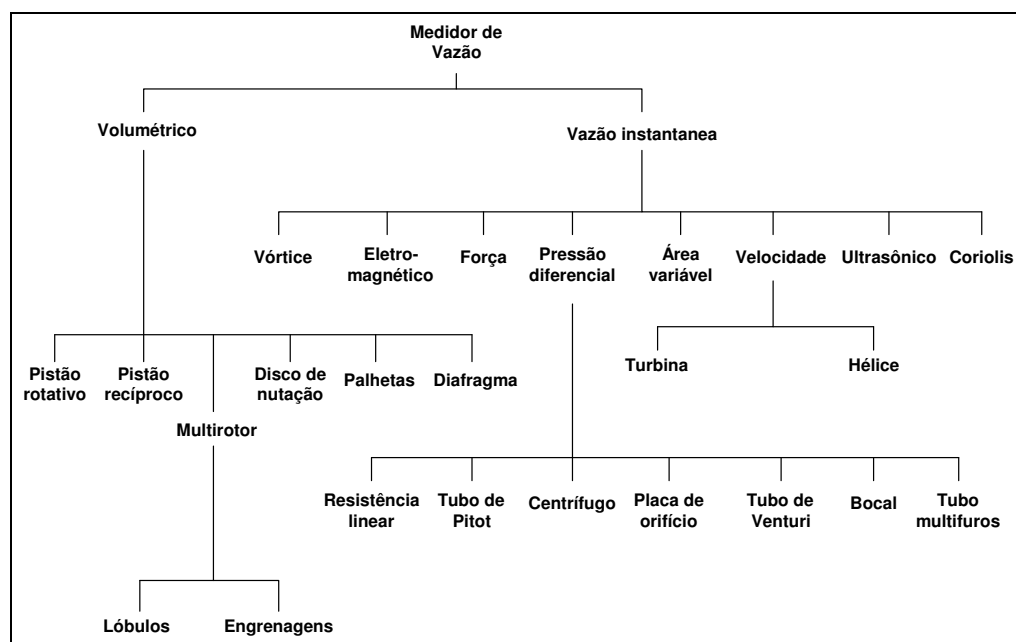 Medidor de
Vazão
Volumétrico
Vazão instantanea
Vórtice
Eletro-
magnético
Força
Pressão
diferencial
Área
variável
Velocidade
Ultrasônico
Coriolis
Pistão
rotativo
Pistão
recíproco
Multirotor
Disco de
nutação
Palhetas
Diafragma
Turbina
Hélice
Resistência
linear
Tubo de
Pitot
Centrífugo
Placa de
orifício
Tubo de
Venturi
Bocal
Tubo
multifuros
Lóbulos
Engrenagens